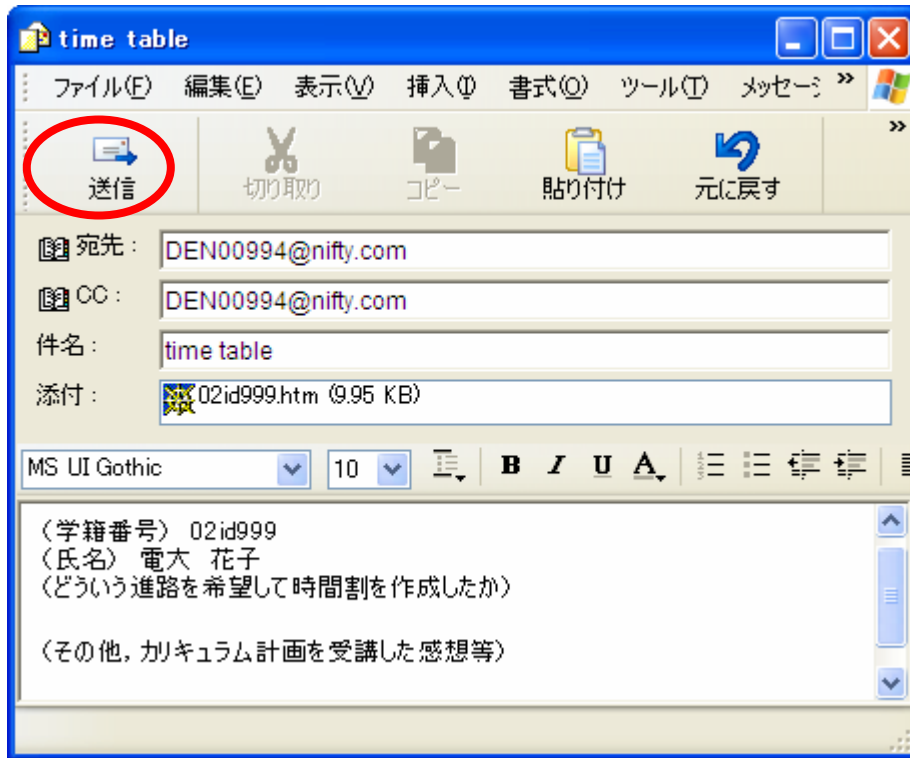 time table
ファイル(F) 編集(E) 表示(V) 挿入(I) 書式(O) ツール(T) メッセージ »
送信 切り取り コピー 貼り付け 元に戻す »
宛先： DEN00994@nifty.com
CC： DEN00994@nifty.com
件名： time table
添付： 02id999.htm (9.95 KB)
MS UI Gothic 10 B I U A
（学籍番号） 02id999
（氏名） 電大 花子
（どういう進路を希望して時間割を作成したか）
（その他，カリキュラム計画を受講した感想等）